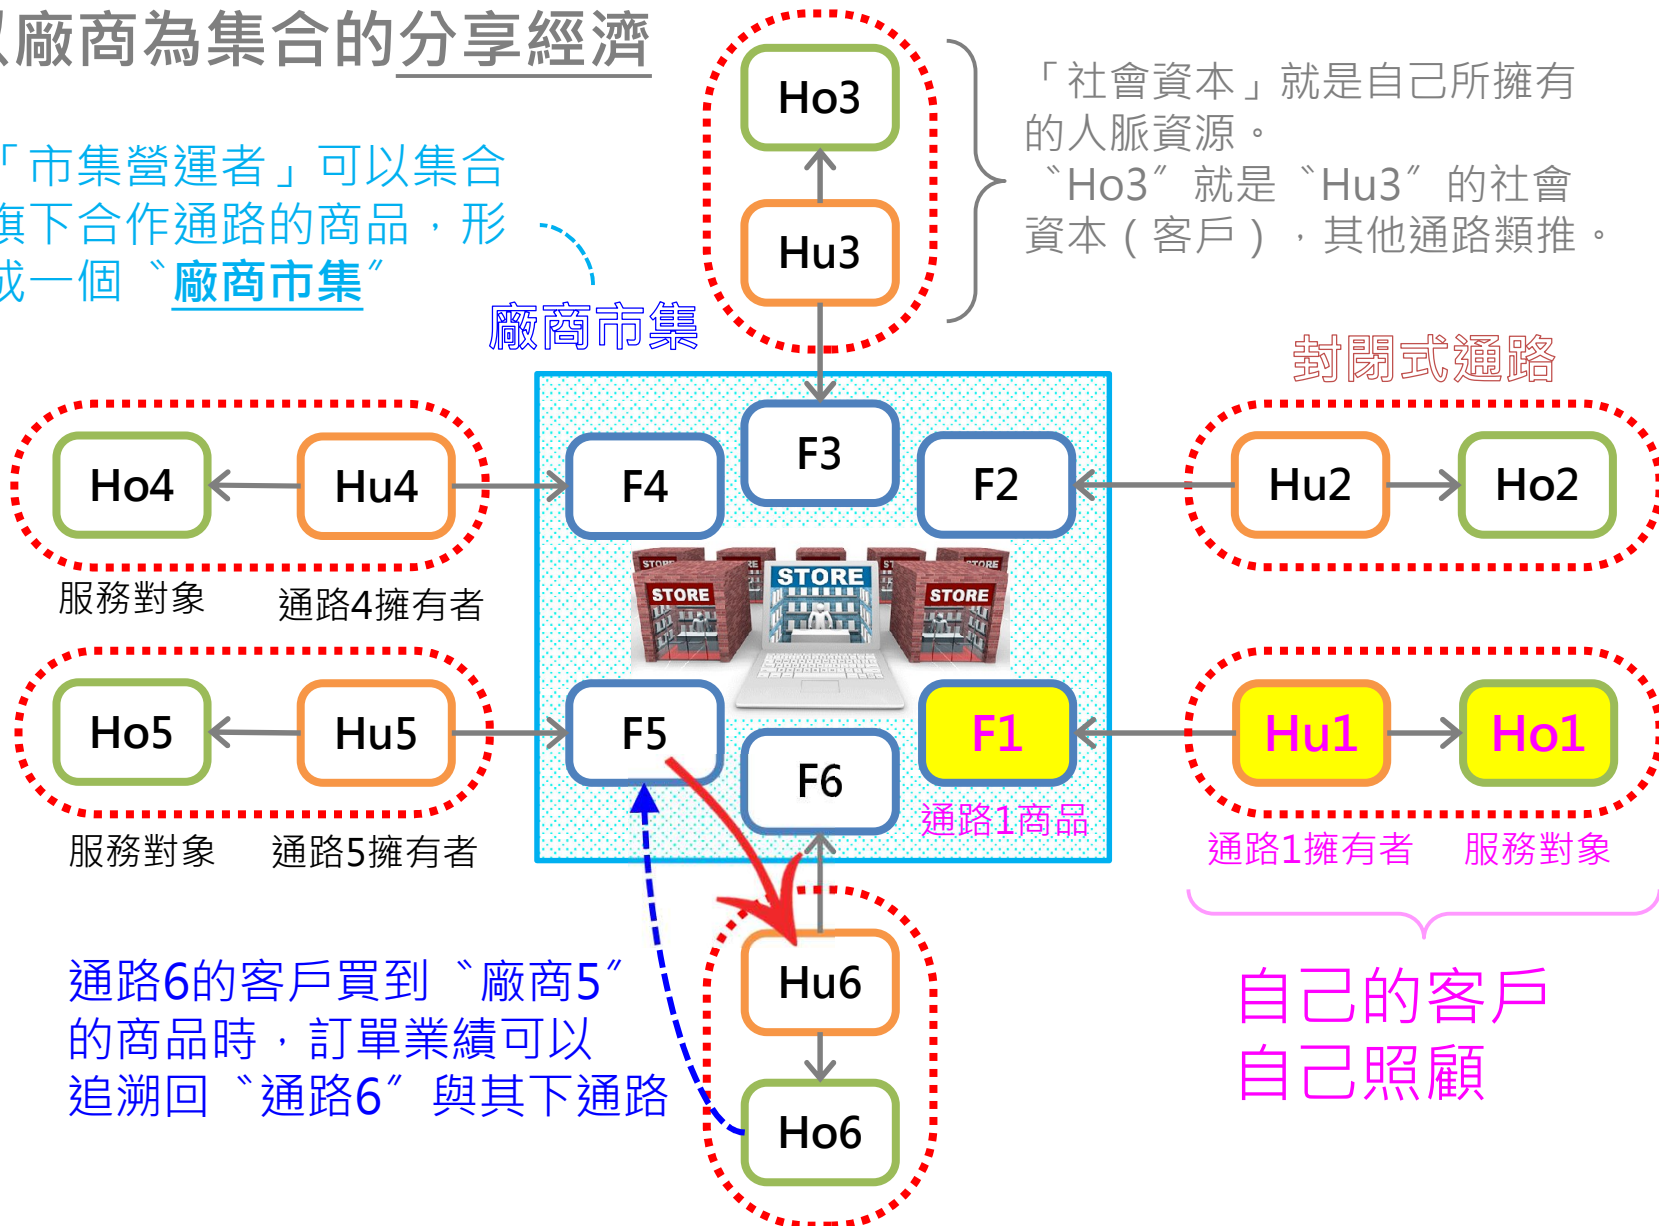 以廠商為集合的分享經濟
「市集營運者」可以集合
旗下合作通路的商品，形
成一個〝廠商市集〞
「社會資本」就是自己所擁有
的人脈資源。
〝Ho3〞就是〝Hu3〞的社會
資本（客戶），其他通路類推。
Ho3
Hu3
廠商市集
封閉式通路
Ho4
Hu4
F4
F3
F2
Hu2
Ho2
服務對象
通路4擁有者
STORE
STORE
STORE
Ho5
Hu5
F5
F6
F1
Hu1
Ho1
通路1商品
服務對象
通路5擁有者
通路1擁有者
服務對象
Hu6
Ho6
通路6的客戶買到〝廠商5〞
的商品時，訂單業績可以
追溯回〝通路6〞與其下通路
自己的客戶
自己照顧